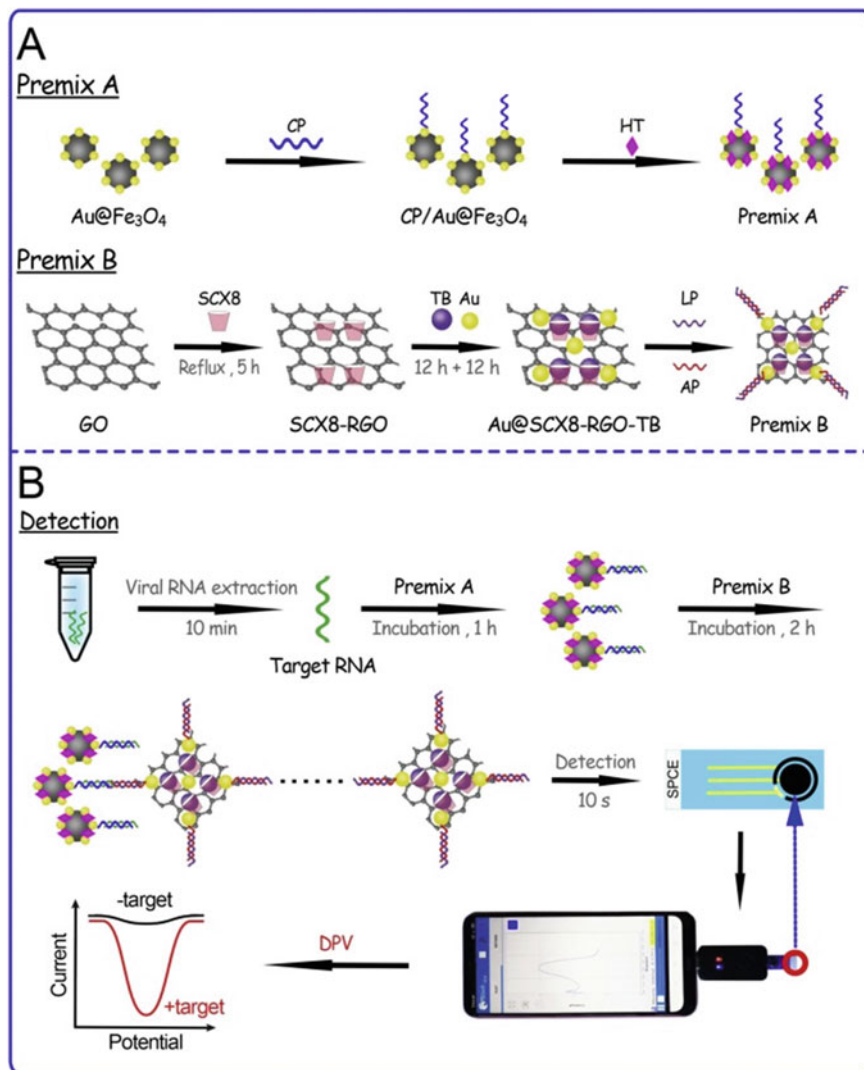 A
Premix A
CP
HT
Au@Fe₃O₄
CP/Au@Fe₃O₄
Premix A
Premix B
SCX8
TB Au
LP
Reflux , 5 h
12 h + 12 h
AP
GO
SCX8-RGO
Au@SCX8-RGO-TB
Premix B
B
Detection
Viral RNA extraction
10 min
Target RNA
Premix A
Incubation , 1 h
Premix B
Incubation , 2 h
Detection
10 s
SPCE
-target
+target
Current
Potential
DPV